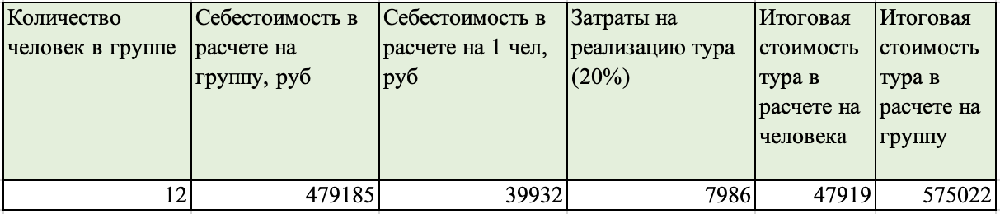 Количество
человек в группе
Себестоимость в
расчете на
группу, руб
Себестоимость в
расчете на 1 чел,
руб
Затраты на
реализацию тура
(20%)
Итоговая
стоимость
тура в
расчете на
человека
Итоговая
стоимость
тура в
расчете на
группу
12
479185
39932
7986
47919
575022